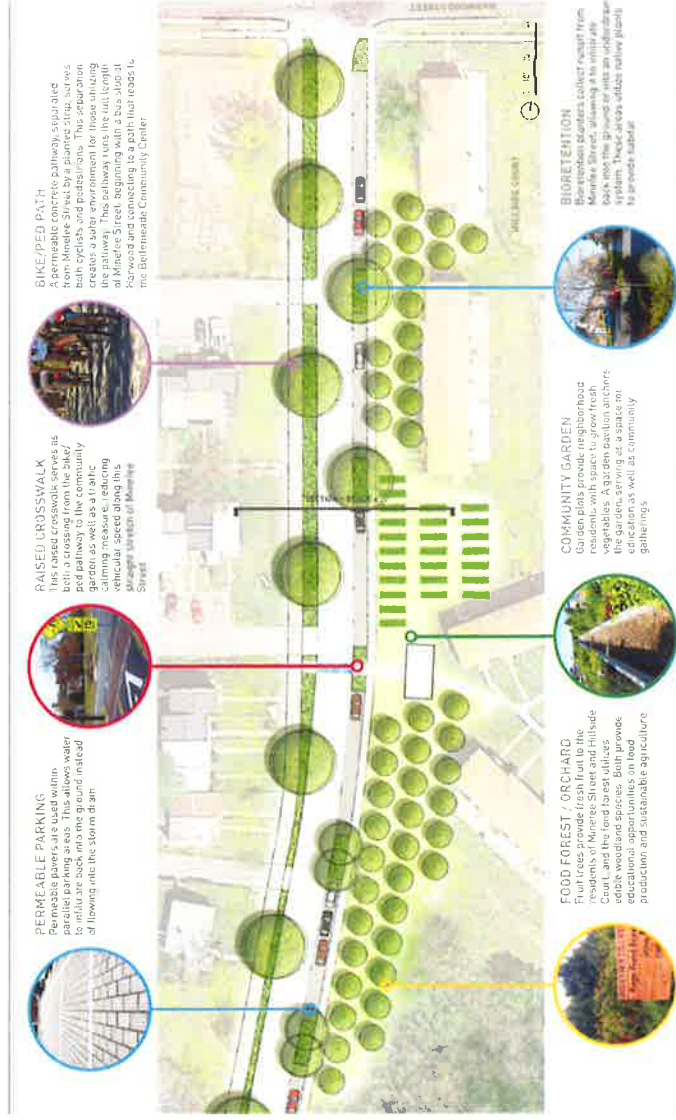 PERMEABLE PARKING
Permeable pavers are used within
parallel parking areas. This allows water
to infiltrate back into the ground instead
of flowing into the storm drain
RAISED CROSSWALK
This raised crosswalk serves as
both a crossing from the bike/
ped pathway to the community
garden as well as a traffic
calming measure, reducing
vehicular speed along this
straight stretch of Minefee
Street
BIKE/PED PATH
A permeable concrete pathway, separated
from Minefee Street by a planted strip, serves
both cyclists and pedestrians. This separation
creates a safer environment for those utilizing
the pathway. This pathway runs the full length
of Minefee Street, beginning with a bus stop at
Harwood and connecting to a path that leads to
the Bellemeade Community Center
HARWOOD STREET
HILLSIDE COURT
FOOD FOREST / ORCHARD
Fruit trees provide fresh fruit to the
residents of Minefee Street and Hillside
Court, and the food forest utilizes
edible woodland species. Both provide
educational opportunities on food
production and sustainable agriculture
COMMUNITY GARDEN
Garden plots provide neighborhood
residents with space to grow fresh
vegetables. A garden pavilion anchors
the garden, serving as a space for
education as well as community
gatherings
BIORETENTION
Bioretention planters collect runoff from
Minefee Street, allowing it to infiltrate
back into the ground or into an underdrain
system. These areas utilize native plants
to provide habitat